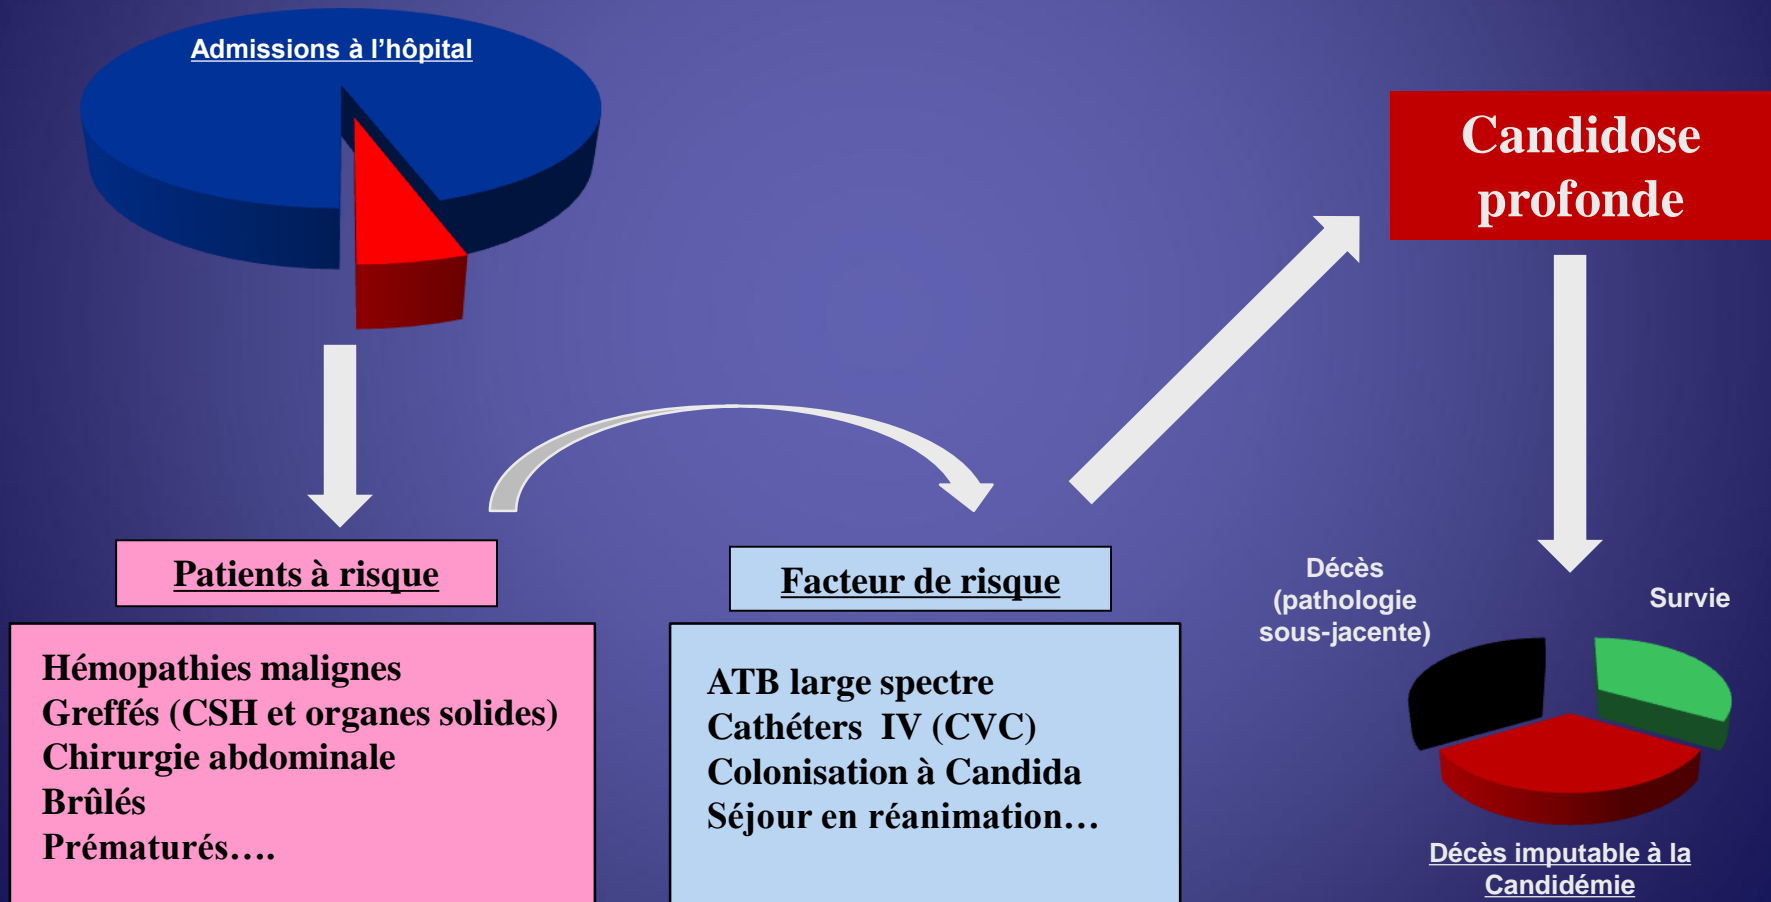 Admissions à l'hôpital
Candidose
profonde
Patients à risque
Hémopathies malignes
Greffés (CSH et organes solides)
Chirurgie abdominale
Brûlés
Prématurés….
Facteur de risque
ATB large spectre
Cathéters  IV (CVC)
Colonisation à Candida
Séjour en réanimation…
Décès
(pathologie
sous-jacente)
Survie
Décès imputable à la
Candidémie